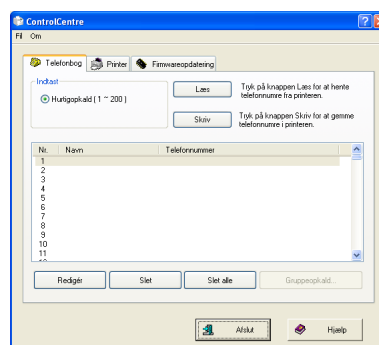 ControlCentre
Fil Om
Telefonbog Printer Firmwareopdatering
Indtast
Hurtigopkald ( 1 ~ 200 )
Læs
Tryk på knappen Læs for at hente
telefonnumre fra printeren.
Skriv
Tryk på knappen Skriv for at gemme
telefonnumre i printeren.
Nr. Navn Telefonnummer
1
2
3
4
5
6
7
8
9
10
11
Redigér Slet Slet alle Gruppeopkald...
Afslut Hjælp